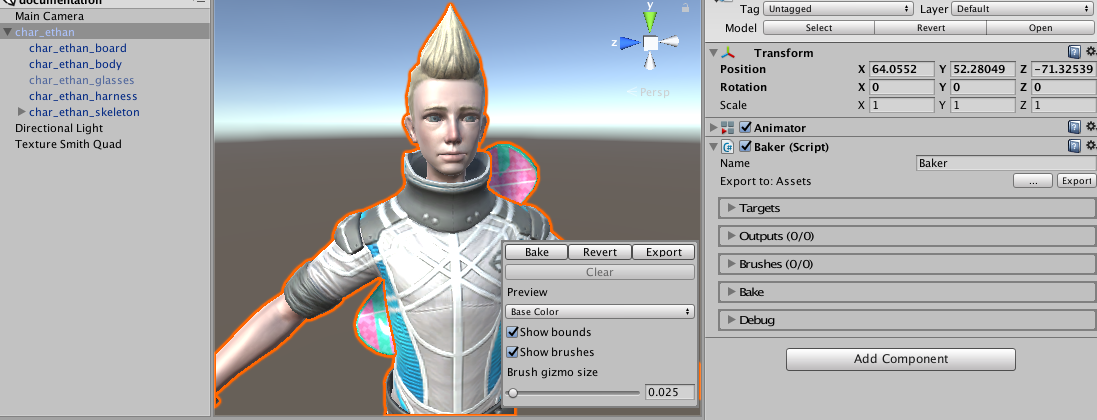 documentation
Main Camera
char_ethan
char_ethan_board
char_ethan_body
char_ethan_glasses
char_ethan_harness
char_ethan_skeleton
Directional Light
Texture Smith Quad
y
z
Persp
Bake Revert Export
Clear
Preview
Base Color
Show bounds
Show brushes
Brush gizmo size
0.025
Tag Untagged Layer Default
Model Select Revert Open
Transform
Position X 64.0552 Y 52.28049 Z -71.32539
Rotation X 0 Y 0 Z 0
Scale X 1 Y 1 Z 1
Animator
Baker (Script)
Name Baker
Export to: Assets ... Export
Targets
Outputs (0/0)
Brushes (0/0)
Bake
Debug
Add Component